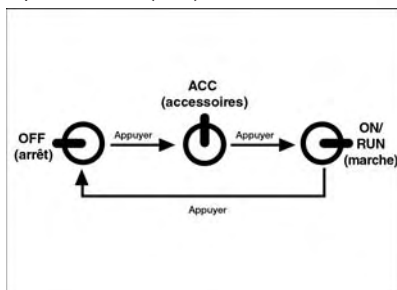 ACC
(accessoires)
OFF
(arrêt)
Appuyer
Appuyer
ON/
RUN
(marche)
Appuyer